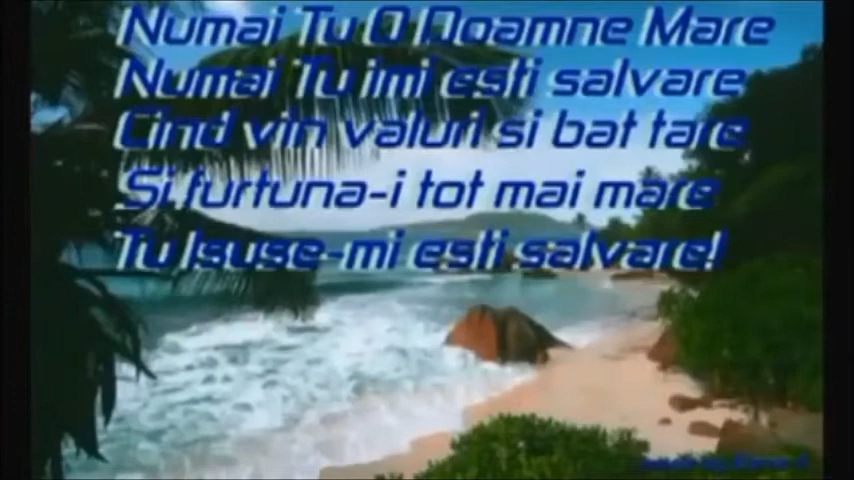 Numai Tu O Doamne Mare
Numai Tu imi esti salvare
Cind vin valuri si bat tare
Si furtuna-i tot mai mare
Tu Isuse-mi esti salvare!